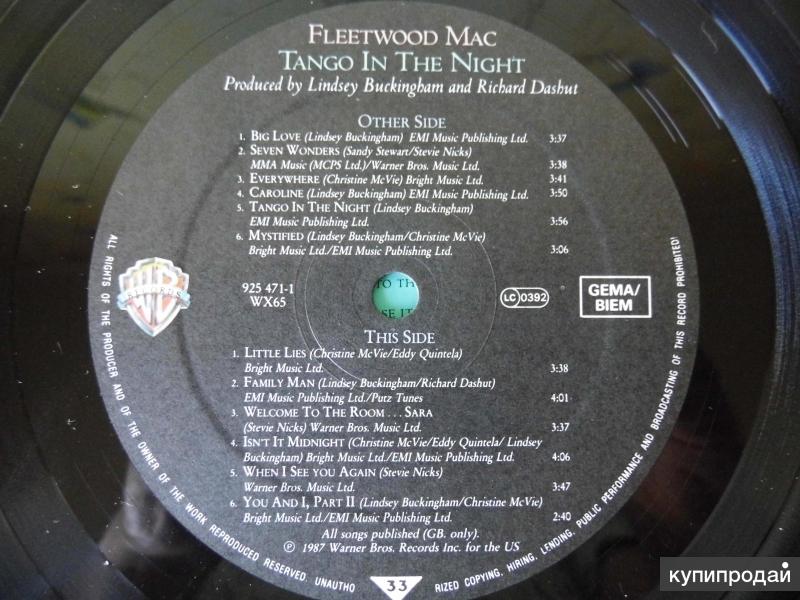 FLEETWOOD MAC
TANGO IN THE NIGHT
Produced by Lindsey Buckingham and Richard Dashut
OTHER SIDE
1. BIG LOVE (Lindsey Buckingham) EMI Music Publishing Ltd. 3:37
2. SEVEN WONDERS (Sandy Stewart/Stevie Nicks)
MMA Music (MCPS Ltd.)/Warner Bros. Music Ltd. 3:38
3. EVERYWHERE (Christine McVie) Bright Music Ltd. 3:41
4. CAROLINE (Lindsey Buckingham) EMI Music Publishing Ltd. 3:50
5. TANGO IN THE NIGHT (Lindsey Buckingham)
EMI Music Publishing Ltd. 3:56
6. MYSTIFIED (Lindsey Buckingham/Christine McVie)
Bright Music Ltd./EMI Music Publishing Ltd. 3:06
WB
RECORDS
925 471-1
WX65
TO TH
SE IT
LC 0392
GEMA/
BIEM
THIS SIDE
1. LITTLE LIES (Christine McVie/Eddy Quintela)
Bright Music Ltd. 3:38
2. FAMILY MAN (Lindsey Buckingham/Richard Dashut)
EMI Music Publishing Ltd./Putz Tunes 4:01
3. WELCOME TO THE ROOM ... SARA
(Stevie Nicks) Warner Bros. Music Ltd. 3:37
4. ISN'T IT MIDNIGHT (Christine McVie/Eddy Quintela/ Lindsey
Buckingham) Bright Music Ltd./EMI Music Publishing Ltd. 4:06
5. WHEN I SEE YOU AGAIN (Stevie Nicks)
Warner Bros. Music Ltd. 3:47
6. YOU AND I, PART II (Lindsey Buckingham/Christine McVie)
Bright Music Ltd./EMI Music Publishing Ltd. 2:40
All songs published (GB. only).
℗ 1987 Warner Bros. Records Inc. for the US
ALL RIGHTS OF THE PRODUCER AND OF THE OWNER OF THE WORK REPRODUCED RESERVED. UNAUTHO 33 RIZED COPYING, HIRING, LENDING, PUBLIC PERFORMANCE AND BROADCASTING OF THIS RECORD PROHIBITED!
купипродай